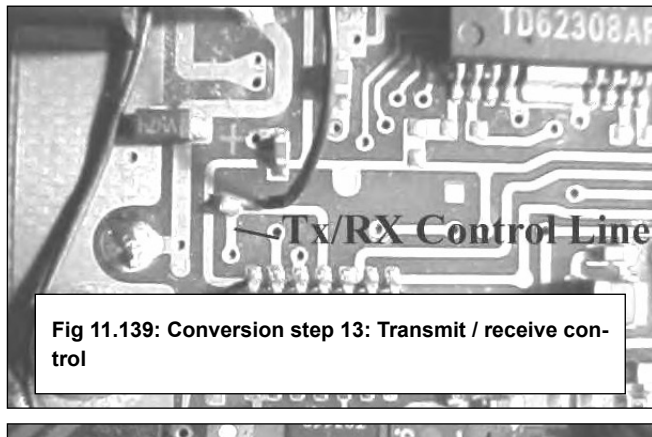 TD62308AF
Tx/RX Control Line
Fig 11.139: Conversion step 13: Transmit / receive con-
trol